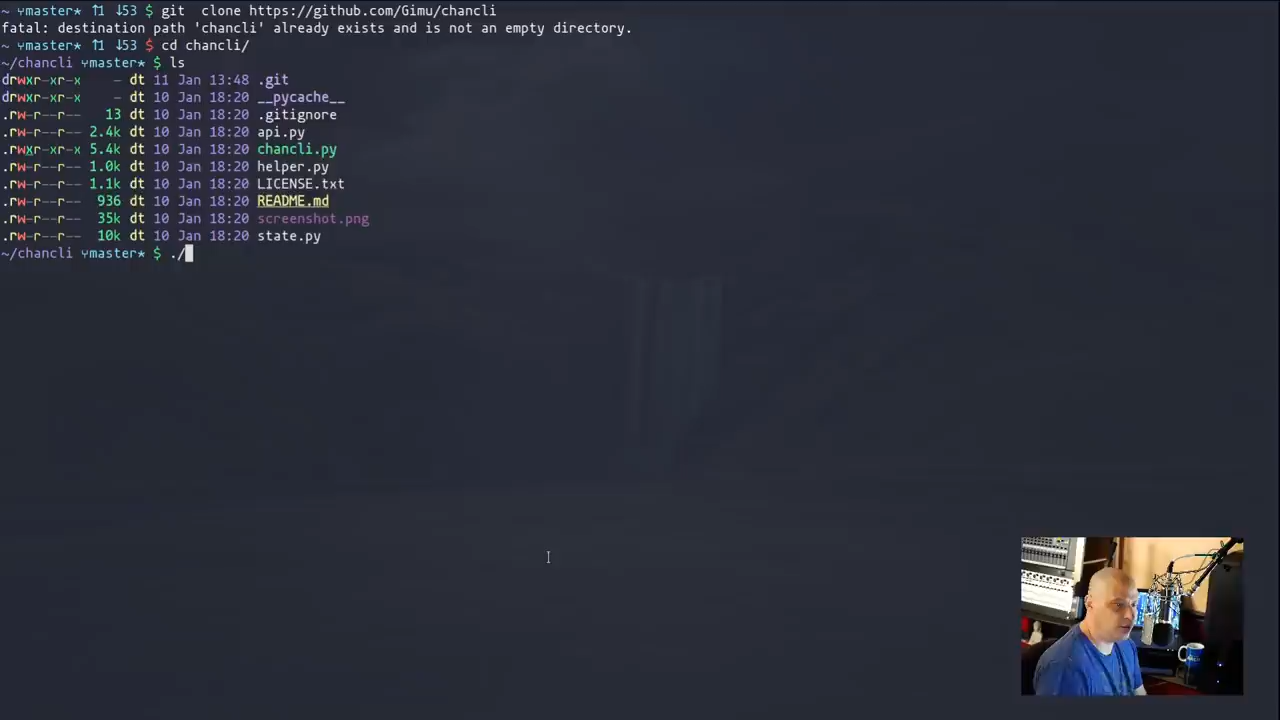 ~ ᛘmaster* ⇡1 ⇣53 $ git  clone https://github.com/Gimu/chancli
fatal: destination path 'chancli' already exists and is not an empty directory.
~ ᛘmaster* ⇡1 ⇣53 $ cd chancli/
~/chancli ᛘmaster* $ ls
drwxr-xr-x    - dt 11 Jan 13:48 .git
drwxr-xr-x    - dt 10 Jan 18:20 __pycache__
.rw-r--r--   13 dt 10 Jan 18:20 .gitignore
.rw-r--r-- 2.4k dt 10 Jan 18:20 api.py
.rwxr-xr-x 5.4k dt 10 Jan 18:20 chancli.py
.rw-r--r-- 1.0k dt 10 Jan 18:20 helper.py
.rw-r--r-- 1.1k dt 10 Jan 18:20 LICENSE.txt
.rw-r--r--  936 dt 10 Jan 18:20 README.md
.rw-r--r--  35k dt 10 Jan 18:20 screenshot.png
.rw-r--r--  10k dt 10 Jan 18:20 state.py
~/chancli ᛘmaster* $ ./